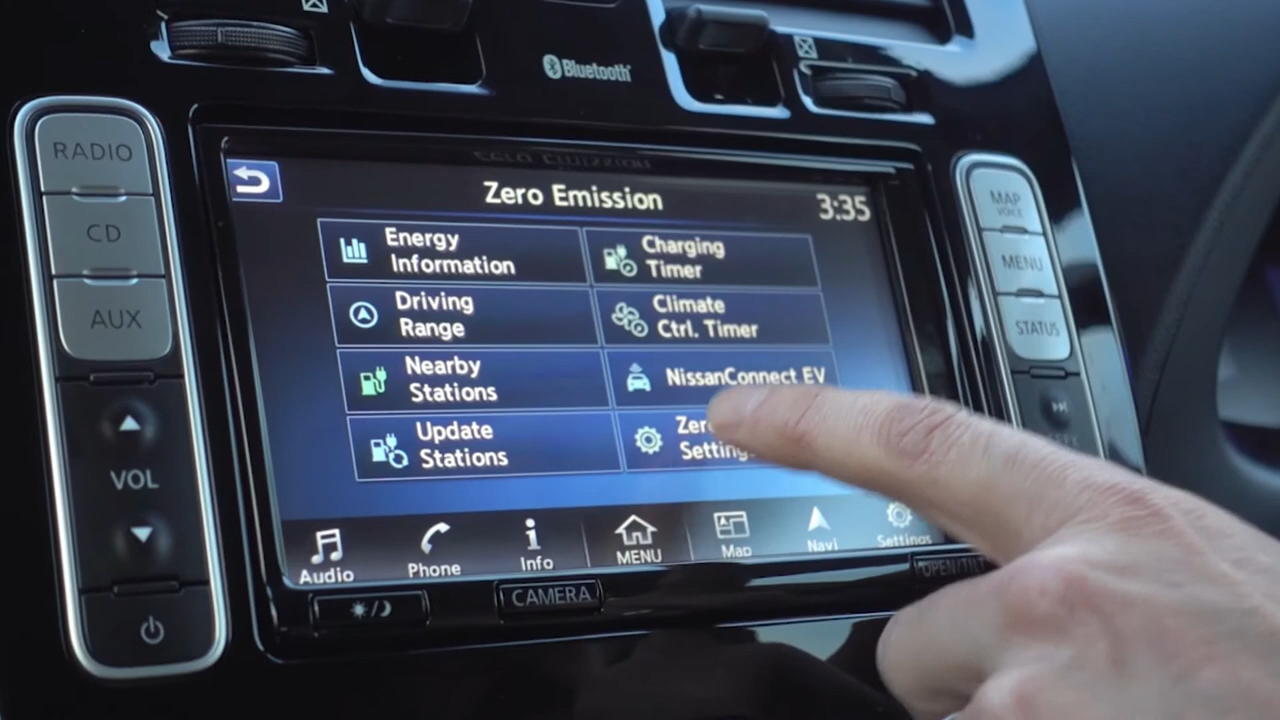 Bluetooth
RADIO
CD
AUX
VOL
Zero Emission
3:35
Energy
Information
Charging
Timer
Driving
Range
Climate
Ctrl. Timer
Nearby
Stations
NissanConnect EV
Update
Stations
Settings
Audio
Phone
Info
MENU
Map
Navi
Settings
CAMERA
OPEN/TILT
MAP
VOICE
MENU
STATUS